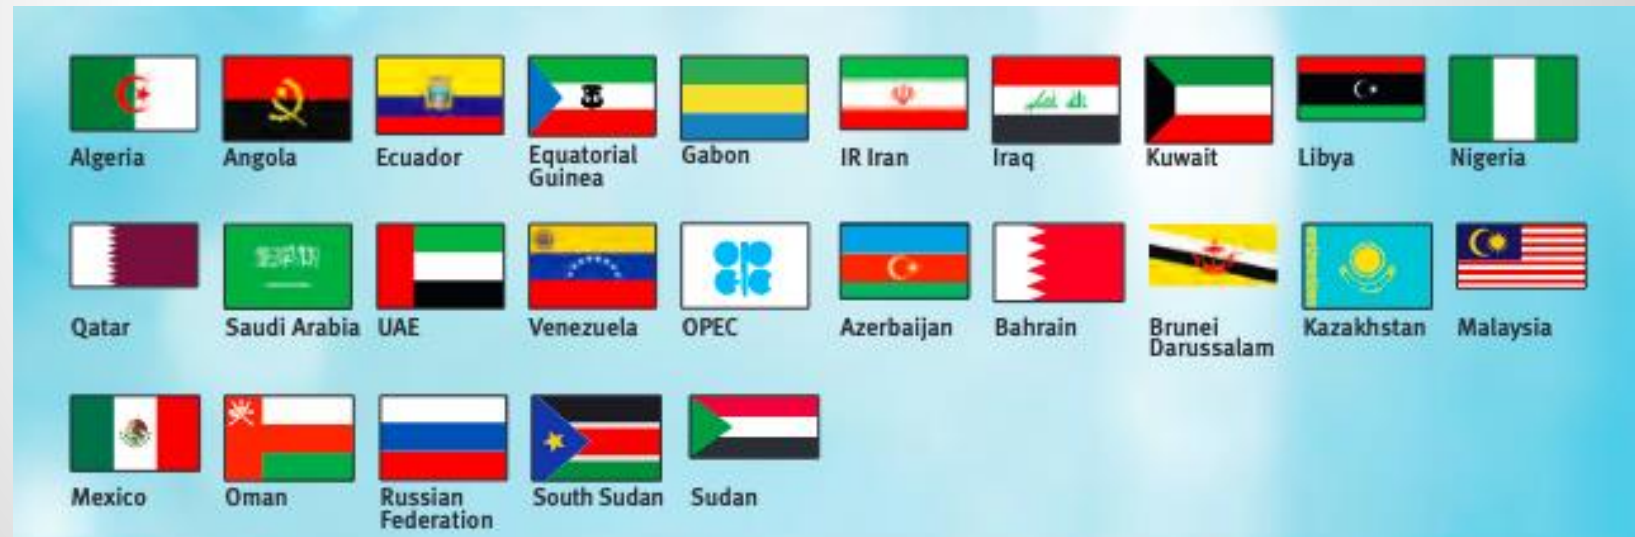 Algeria
Angola
Ecuador
Equatorial
Guinea
Gabon
IR Iran
Iraq
Kuwait
Libya
Nigeria
Qatar
Saudi Arabia
UAE
Venezuela
OPEC
Azerbaijan
Bahrain
Brunei
Darussalam
Kazakhstan
Malaysia
Mexico
Oman
Russian
Federation
South Sudan
Sudan